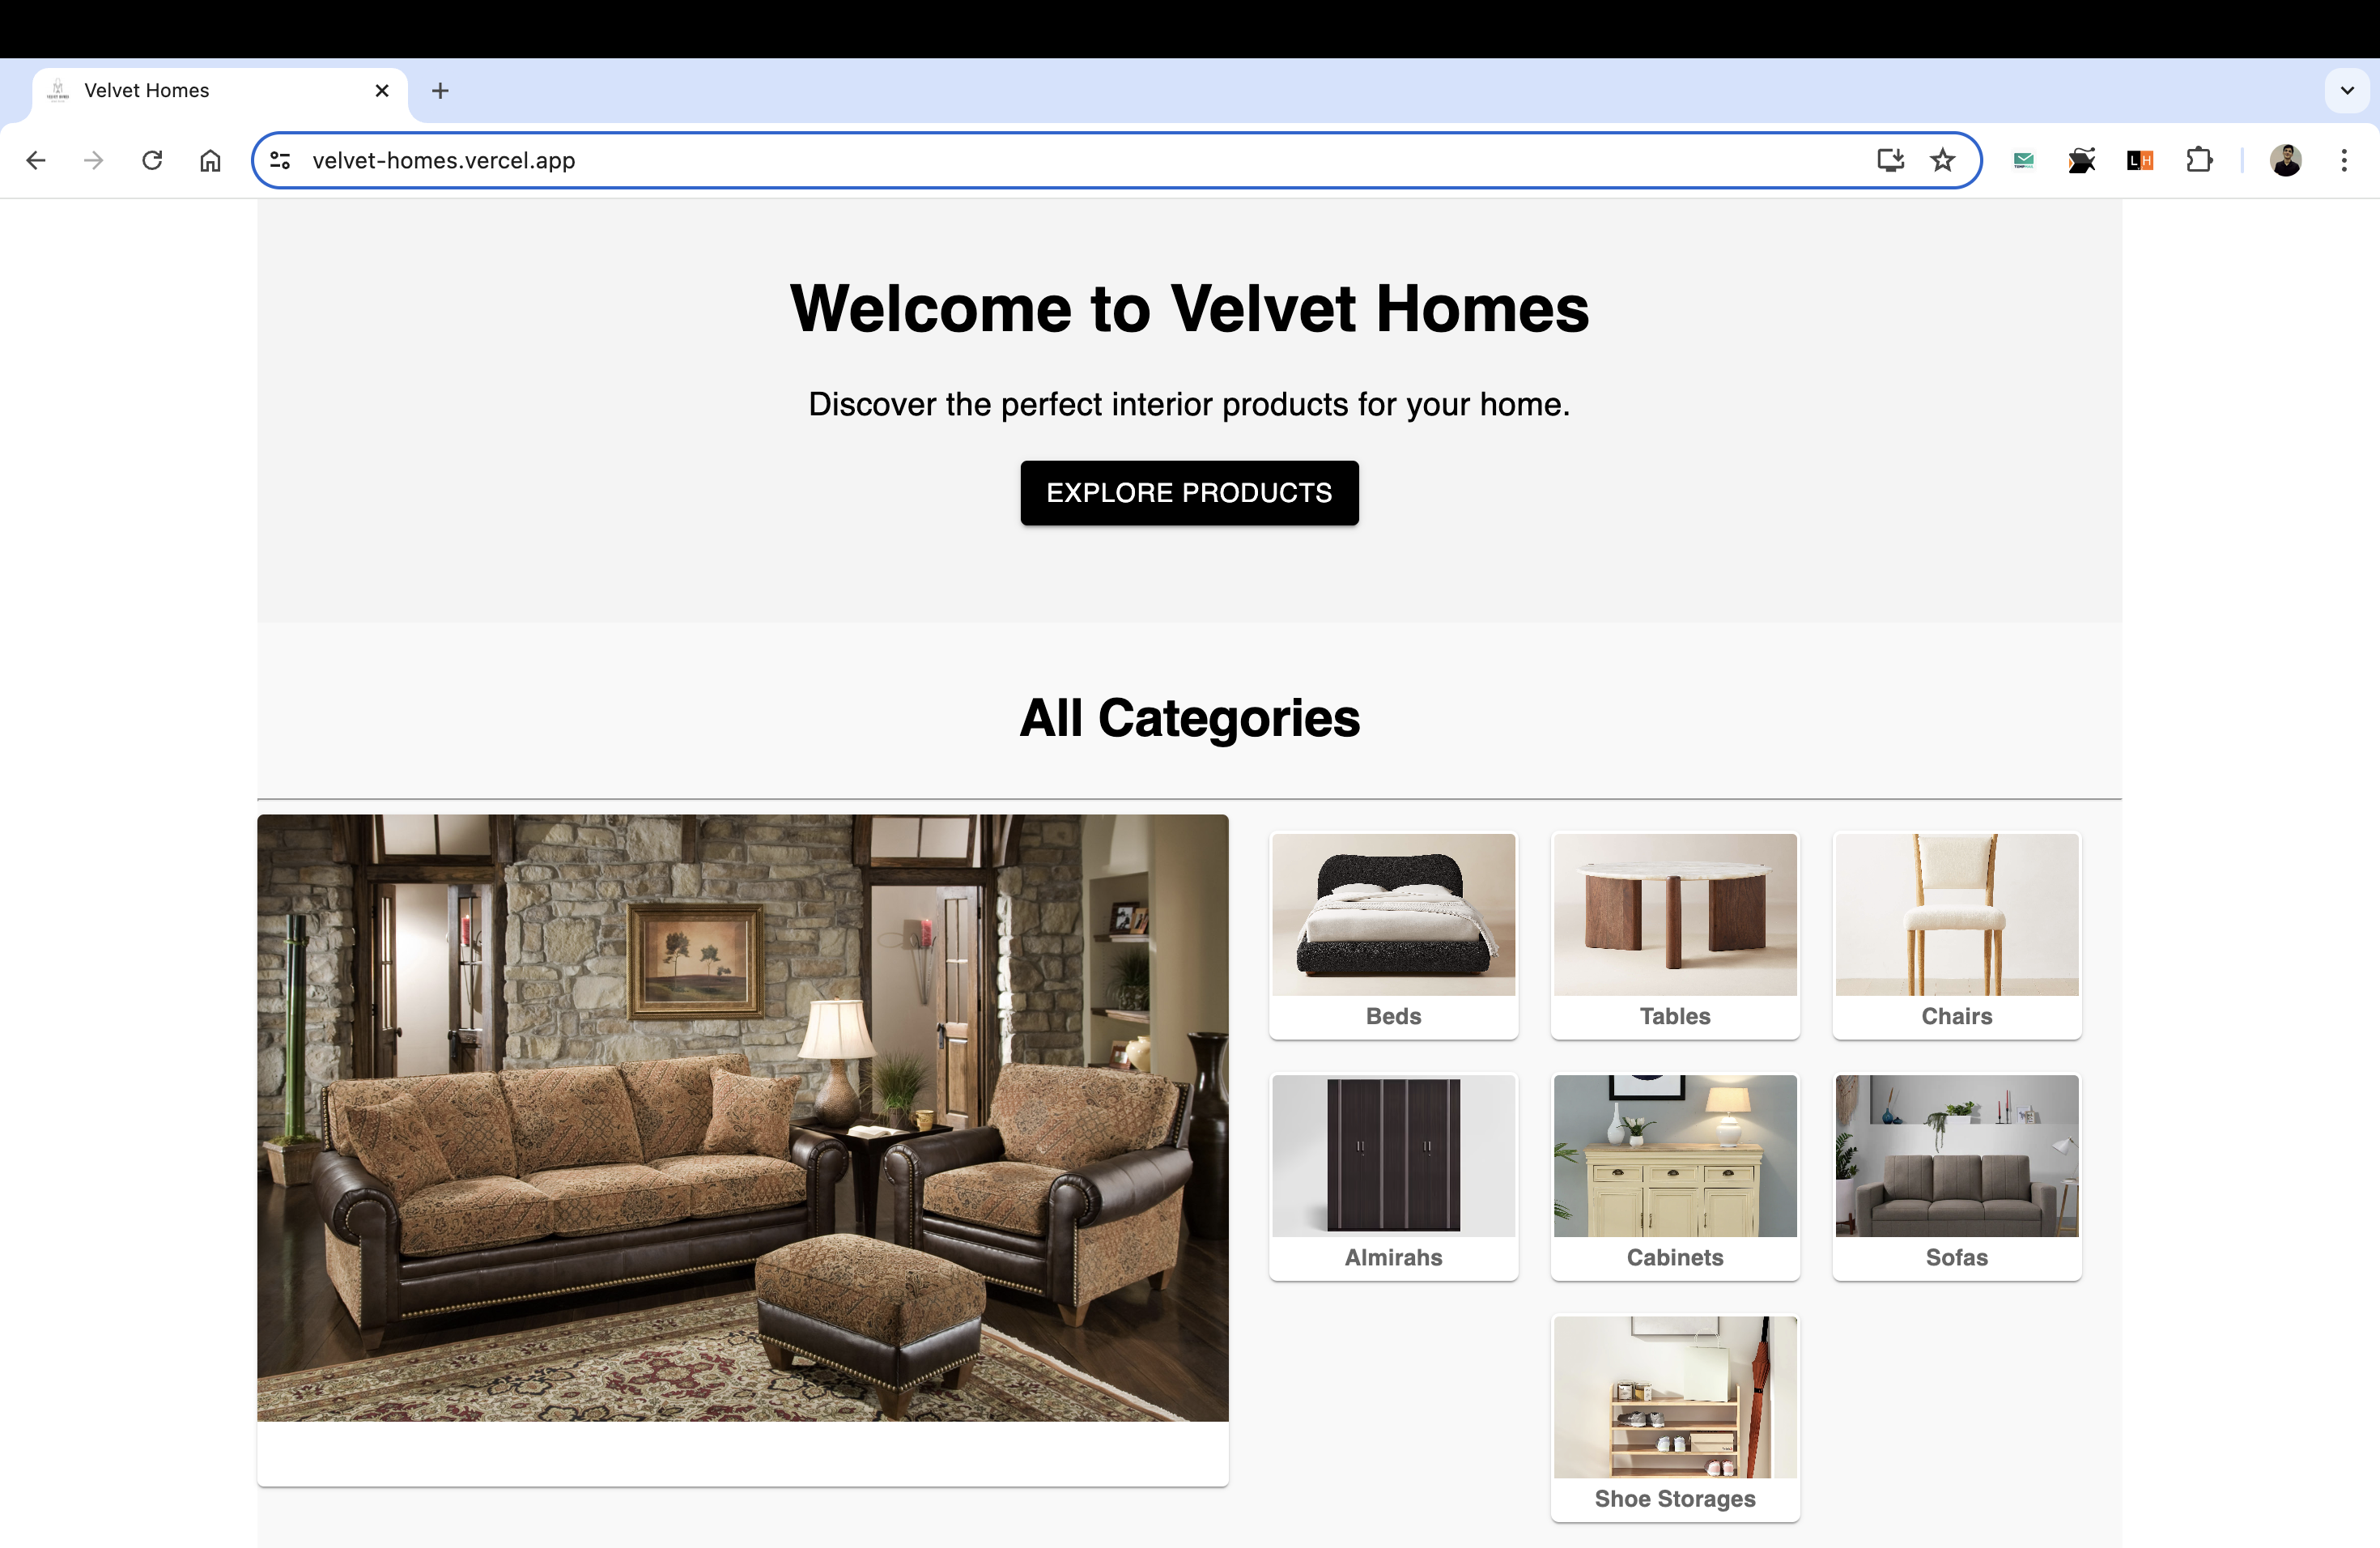 Velvet Homes
velvet-homes.vercel.app
LH
Welcome to Velvet Homes
Discover the perfect interior products for your home.
EXPLORE PRODUCTS
All Categories
Beds
Tables
Chairs
Almirahs
Cabinets
Sofas
Shoe Storages